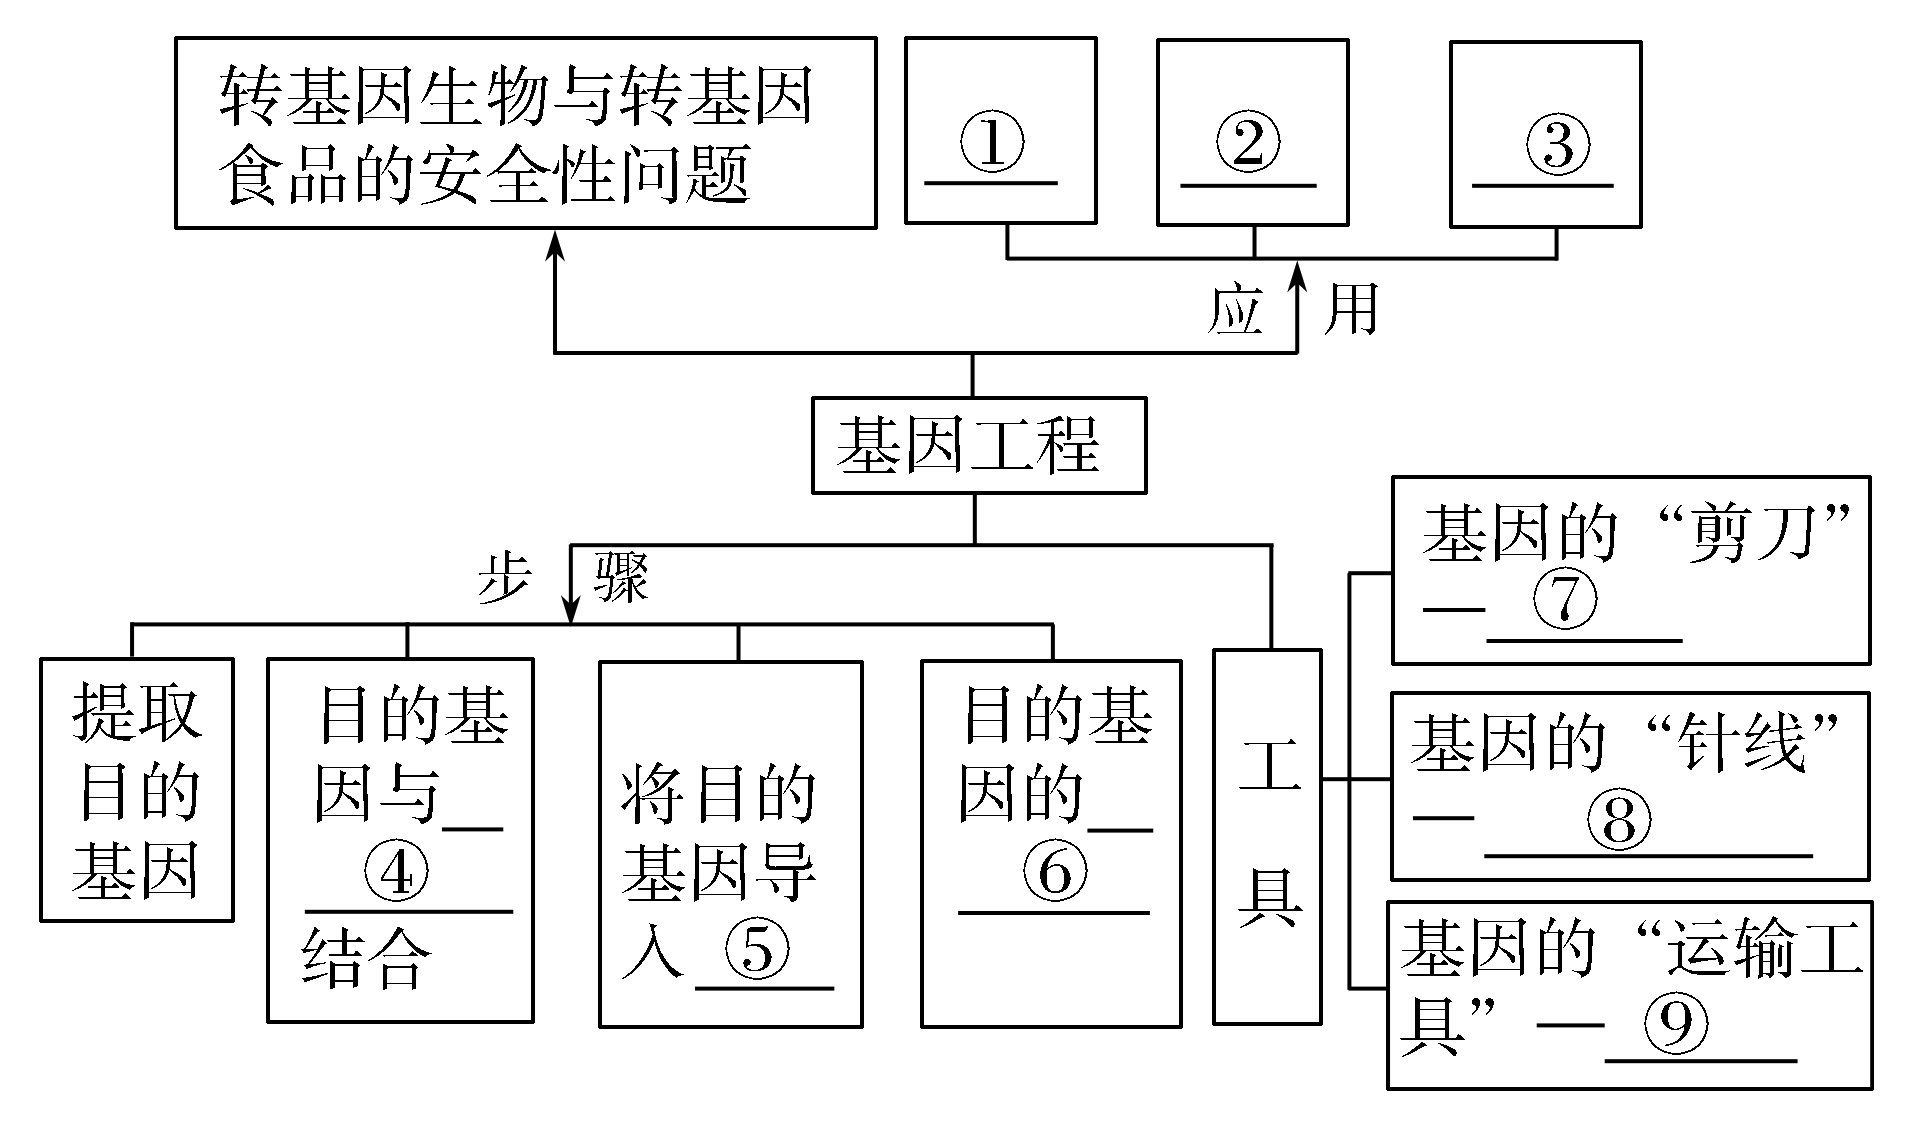 转基因生物与转基因
食品的安全性问题
①
②
③
应 用
基因工程
步 骤
提取
目的
基因
目的基
因与
④
结合
将目的
基因导
入⑤
目的基
因的
⑥
工
具
基因的“剪刀”
—⑦
基因的“针线”
—⑧
基因的“运输工
具”—⑨